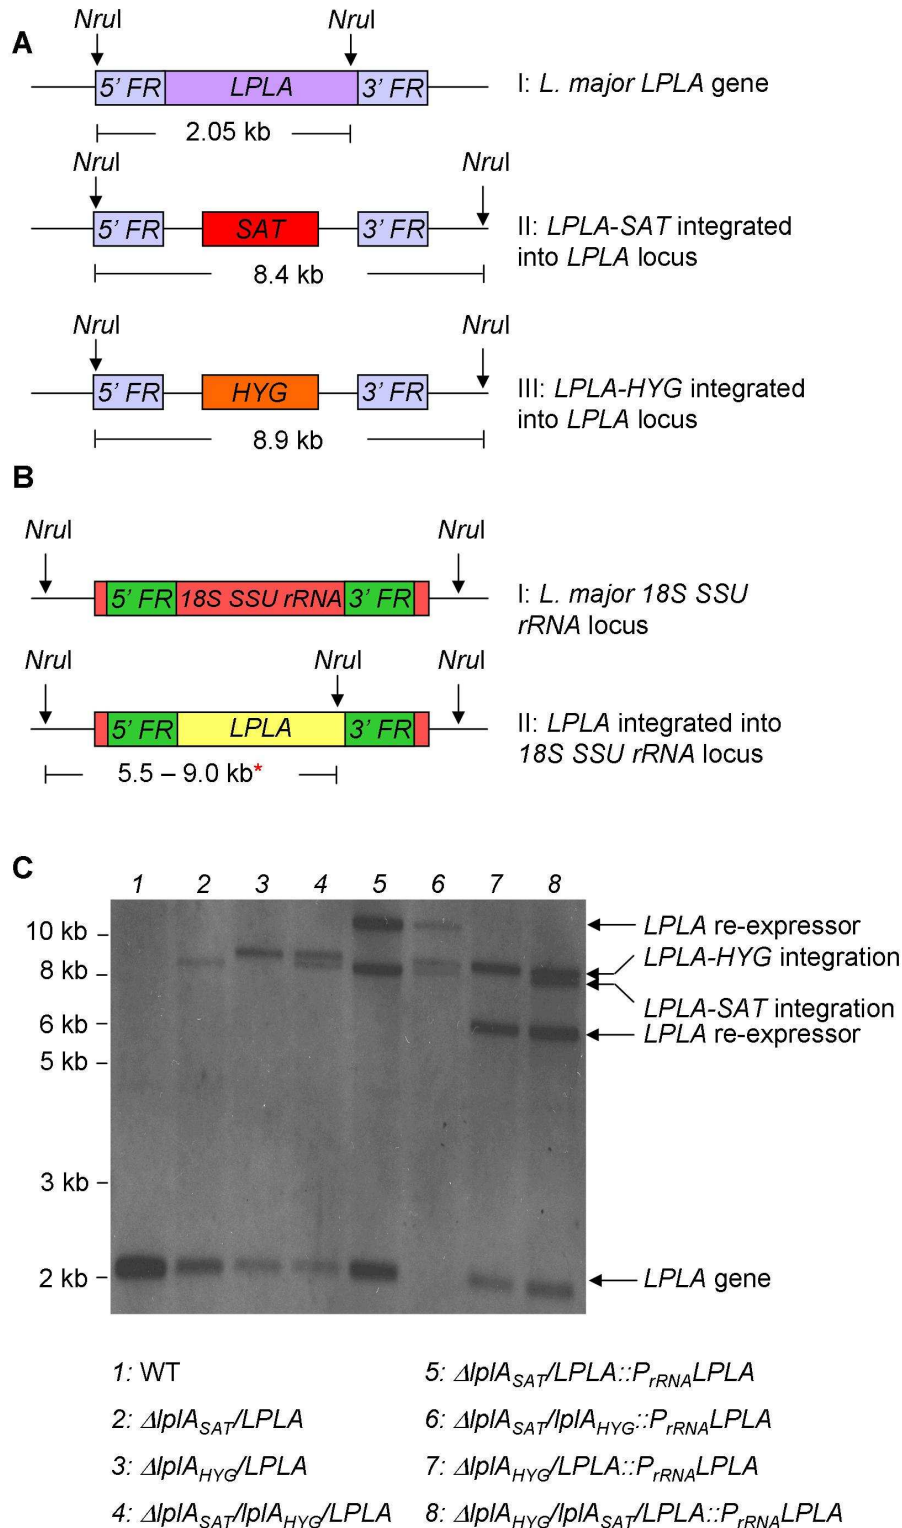 A
NruI NruI
5’ FR LPLA 3’ FR
I: L. major LPLA gene
2.05 kb
NruI NruI
5’ FR SAT 3’ FR
II: LPLA-SAT integrated
into LPLA locus
8.4 kb
NruI NruI
5’ FR HYG 3’ FR
III: LPLA-HYG integrated
into LPLA locus
8.9 kb
B
NruI NruI
5’ FR 18S SSU rRNA 3’ FR
I: L. major 18S SSU
rRNA locus
NruI NruI NruI
5’ FR LPLA 3’ FR
II: LPLA integrated into
18S SSU rRNA locus
5.5 – 9.0 kb*
C
1 2 3 4 5 6 7 8
10 kb
8 kb
6 kb
5 kb
3 kb
2 kb
LPLA re-expressor
LPLA-HYG integration
LPLA-SAT integration
LPLA re-expressor
LPLA gene
1: WT
2: ΔlplA_SAT/LPLA
3: ΔlplA_HYG/LPLA
4: ΔlplA_SAT/lplA_HYG/LPLA
5: ΔlplA_SAT/LPLA::P_rRNALPLA
6: ΔlplA_SAT/lplA_HYG::P_rRNALPLA
7: ΔlplA_HYG/LPLA::P_rRNALPLA
8: ΔlplA_HYG/lplA_SAT/LPLA::P_rRNALPLA